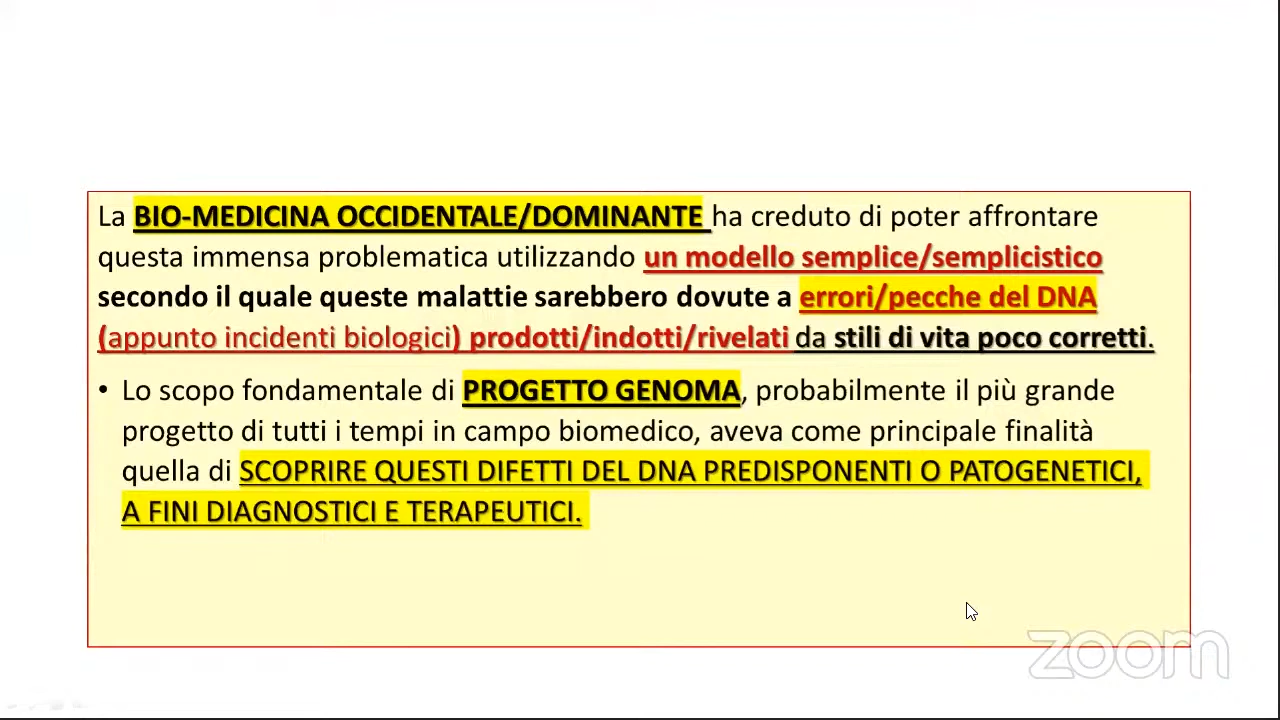 La BIO-MEDICINA OCCIDENTALE/DOMINANTE ha creduto di poter affrontare
questa immensa problematica utilizzando un modello semplice/semplicistico
secondo il quale queste malattie sarebbero dovute a errori/pecche del DNA
(appunto incidenti biologici) prodotti/indotti/rivelati da stili di vita poco corretti.
• Lo scopo fondamentale di PROGETTO GENOMA, probabilmente il più grande
progetto di tutti i tempi in campo biomedico, aveva come principale finalità
quella di SCOPRIRE QUESTI DIFETTI DEL DNA PREDISPONENTI O PATOGENETICI,
A FINI DIAGNOSTICI E TERAPEUTICI.
zoom